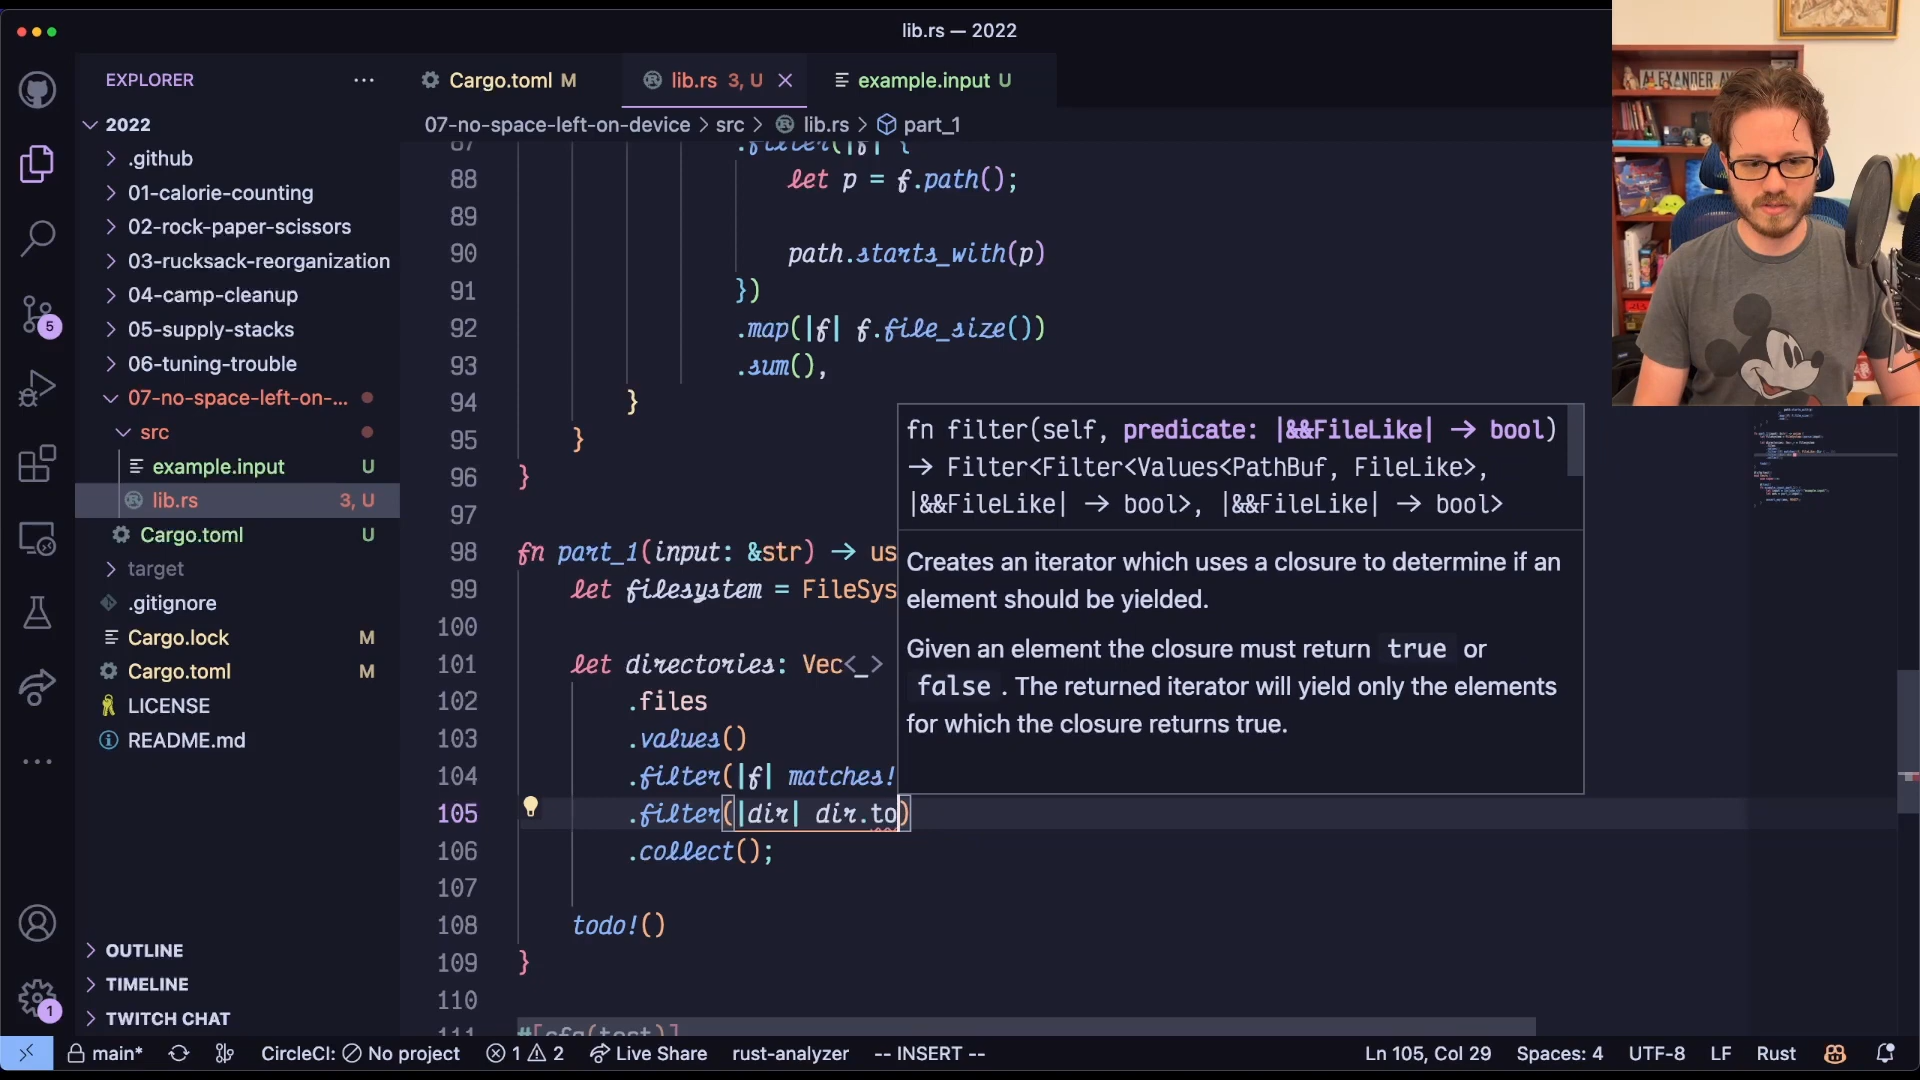 lib.rs — 2022
EXPLORER
2022
.github
01-calorie-counting
02-rock-paper-scissors
03-rucksack-reorganization
04-camp-cleanup
05-supply-stacks
06-tuning-trouble
07-no-space-left-on-...
src
example.input U
lib.rs 3, U
Cargo.toml U
target
.gitignore
Cargo.lock M
Cargo.toml M
LICENSE
README.md
OUTLINE
TIMELINE
TWITCH CHAT
5
1
Cargo.toml M
lib.rs 3, U
example.input U
07-no-space-left-on-device > src > lib.rs > part_1
87 .filter(|f| {
88 let p = f.path();
89
90 path.starts_with(p)
91 })
92 .map(|f| f.file_size())
93 .sum(),
94 }
95 }
96 }
97
98 fn part_1(input: &str) → us
99 let filesystem = FileSys
100
101 let directories: Vec<_>
102 .files
103 .values()
104 .filter(|f| matches!
105 .filter(|dir| dir.to)
106 .collect();
107
108 todo!()
109 }
110
111 #[cfg(test)]
fn filter(self, predicate: |&&FileLike| → bool)
→ Filter<Filter<Values<PathBuf, FileLike>,
|&&FileLike| → bool>, |&&FileLike| → bool>
Creates an iterator which uses a closure to determine if an
element should be yielded.
Given an element the closure must return true or
false . The returned iterator will yield only the elements
for which the closure returns true.
main* CircleCI: No project 1 2 Live Share rust-analyzer -- INSERT -- Ln 105, Col 29 Spaces: 4 UTF-8 LF Rust